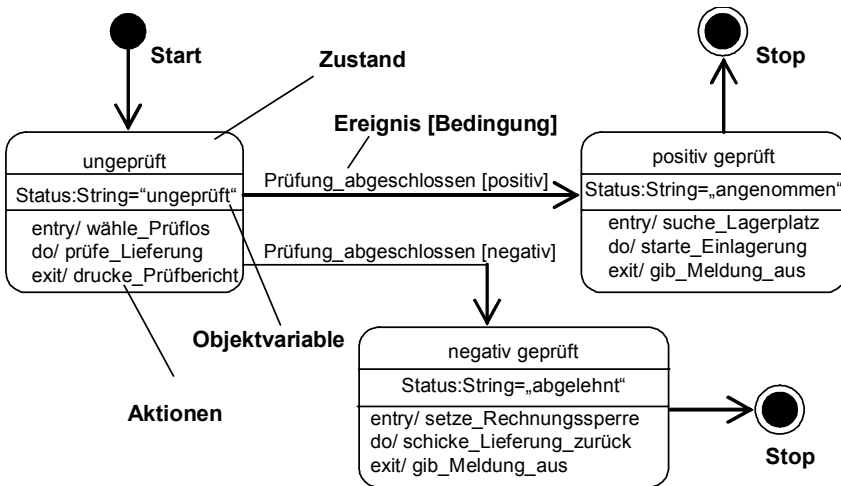 Start
Stop
Zustand
Ereignis [Bedingung]
ungeprüft
Status:String=“ungeprüft“
entry/ wähle_Prüflos
do/ prüfe_Lieferung
exit/ drucke_Prüfbericht
Prüfung_abgeschlossen [positiv]
Prüfung_abgeschlossen [negativ]
positiv geprüft
Status:String=„angenommen“
entry/ suche_Lagerplatz
do/ starte_Einlagerung
exit/ gib_Meldung_aus
Objektvariable
Aktionen
negativ geprüft
Status:String=„abgelehnt“
entry/ setze_Rechnungssperre
do/ schicke_Lieferung_zurück
exit/ gib_Meldung_aus
Stop